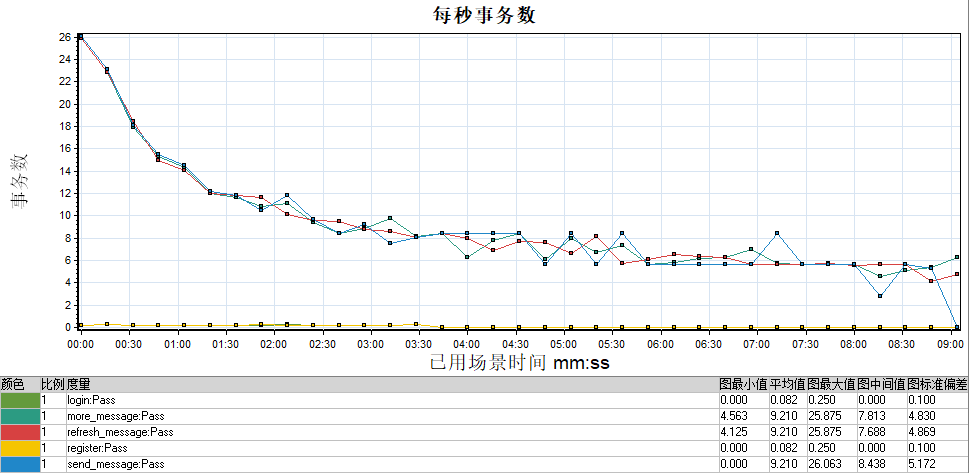 每秒事务数
26
24
22
20
18
16
14
12
10
8
6
4
2
0
事务数
00:00 00:30 01:00 01:30 02:00 02:30 03:00 03:30 04:00 04:30 05:00 05:30 06:00 06:30 07:00 07:30 08:00 08:30 09:00
已用场景时间 mm:ss
颜色 比例 度量 图最小值 平均值 图最大值 图中间值 图标准偏差
1 login:Pass 0.000 0.082 0.250 0.000 0.100
1 more_message:Pass 4.563 9.210 25.875 7.813 4.830
1 refresh_message:Pass 4.125 9.210 25.875 7.688 4.869
1 register:Pass 0.000 0.082 0.250 0.000 0.100
1 send_message:Pass 0.000 9.210 26.063 8.438 5.172